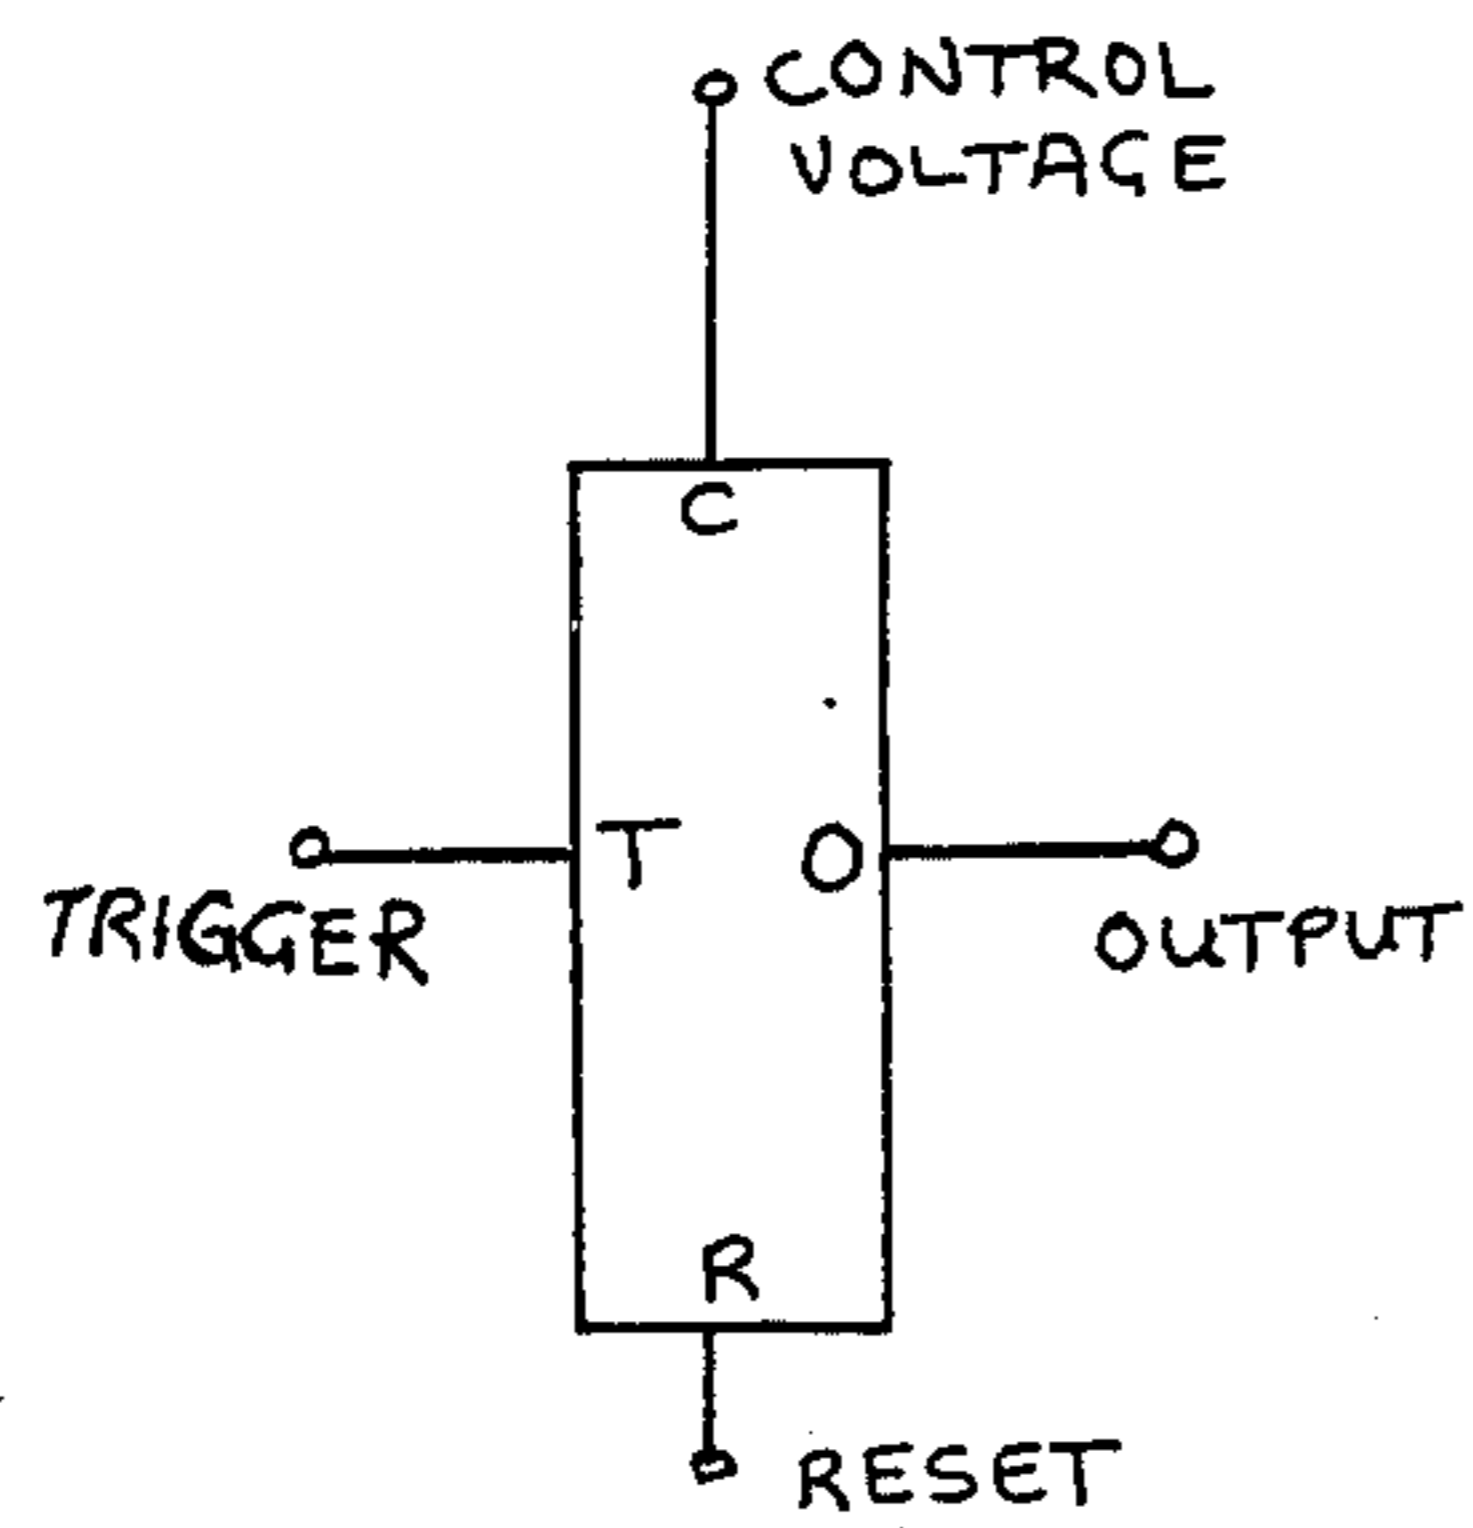 CONTROL
VOLTAGE
C
T
O
TRIGGER
OUTPUT
R
RESET